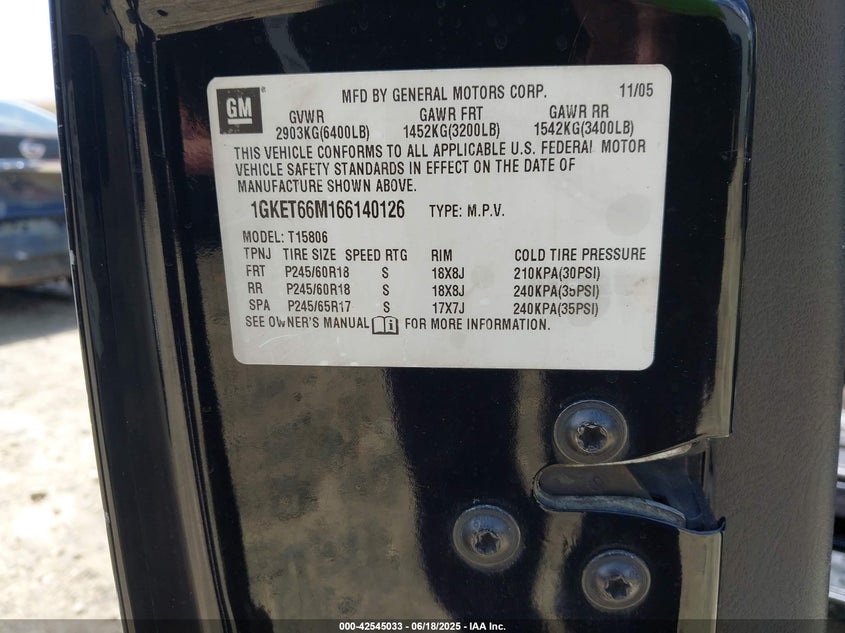 GM
MFD BY GENERAL MOTORS CORP. 11/05
GVWR GAWR FRT GAWR RR
2903KG(6400LB) 1452KG(3200LB) 1542KG(3400LB)
THIS VEHICLE CONFORMS TO ALL APPLICABLE U.S. FEDERAL MOTOR
VEHICLE SAFETY STANDARDS IN EFFECT ON THE DATE OF
MANUFACTURE SHOWN ABOVE.
1GKET66M166140126 TYPE: M.P.V.
MODEL: T15806
TPNJ TIRE SIZE SPEED RTG RIM COLD TIRE PRESSURE
FRT P245/60R18 S 18X8J 210KPA(30PSI)
RR P245/60R18 S 18X8J 240KPA(35PSI)
SPA P245/65R17 S 17X7J 240KPA(35PSI)
SEE OWNER'S MANUAL FOR MORE INFORMATION.
000-42545033 - 06/18/2025 - IAA Inc.